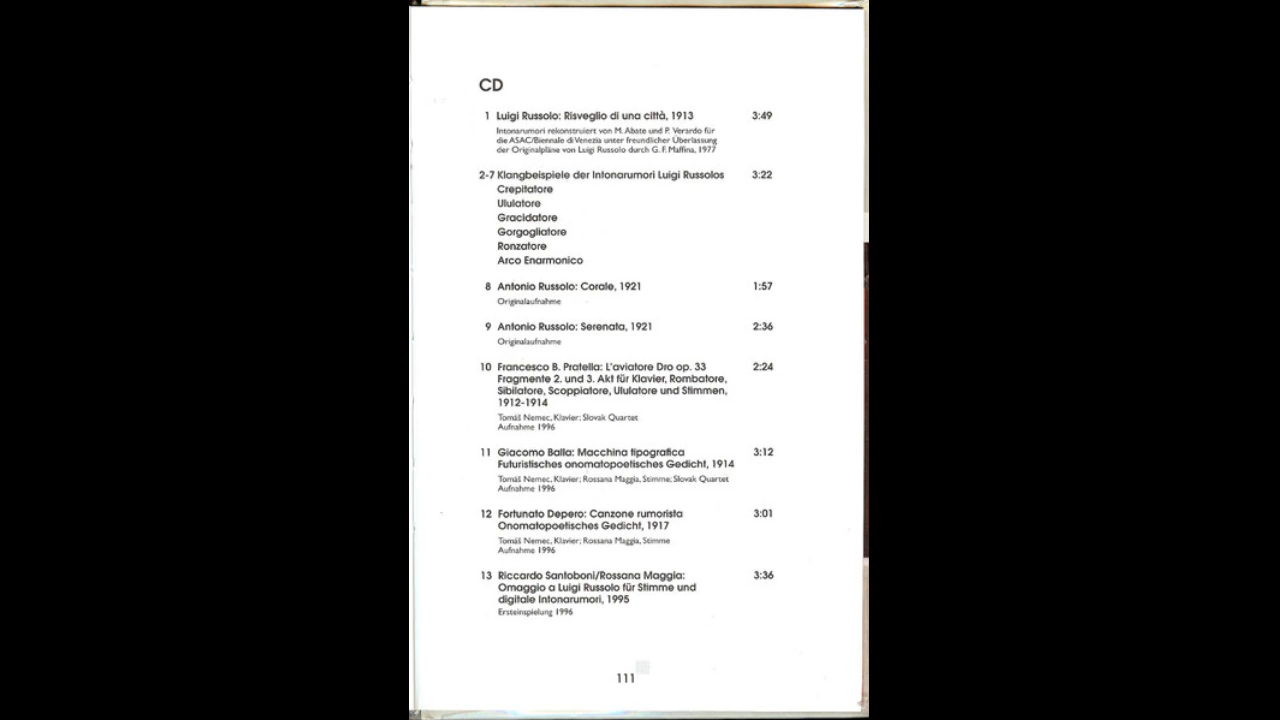 CD
1 Luigi Russolo: Risveglio di una città, 1913 3:49
Intonarumori rekonstruiert von M. Abate und P. Verardo für
die ASAC/Biennale di Venezia unter freundlicher Überlassung
der Originalpläne von Luigi Russolo durch G. F. Maffina, 1977
2-7 Klangbeispiele der Intonarumori Luigi Russolos 3:22
Crepitatore
Ululatore
Gracidatore
Gorgogliatore
Ronzatore
Arco Enarmonico
8 Antonio Russolo: Corale, 1921 1:57
Originalaufnahme
9 Antonio Russolo: Serenata, 1921 2:36
Originalaufnahme
10 Francesco B. Pratella: L'aviatore Dro op. 33 2:24
Fragmente 2. und 3. Akt für Klavier, Rombatore,
Sibilatore, Scoppiatore, Ululatore und Stimmen,
1912-1914
Tomáš Nemec, Klavier; Slovak Quartet
Aufnahme 1996
11 Giacomo Balla: Macchina tipografica 3:12
Futuristisches onomatopoetisches Gedicht, 1914
Tomáš Nemec, Klavier; Rossana Maggia, Stimme; Slovak Quartet
Aufnahme 1996
12 Fortunato Depero: Canzone rumorista 3:01
Onomatopoetisches Gedicht, 1917
Tomáš Nemec, Klavier; Rossana Maggia, Stimme
Aufnahme 1996
13 Riccardo Santoboni/Rossana Maggia: 3:36
Omaggio a Luigi Russolo für Stimme und
digitale Intonarumori, 1995
Ersteinspielung 1996
111